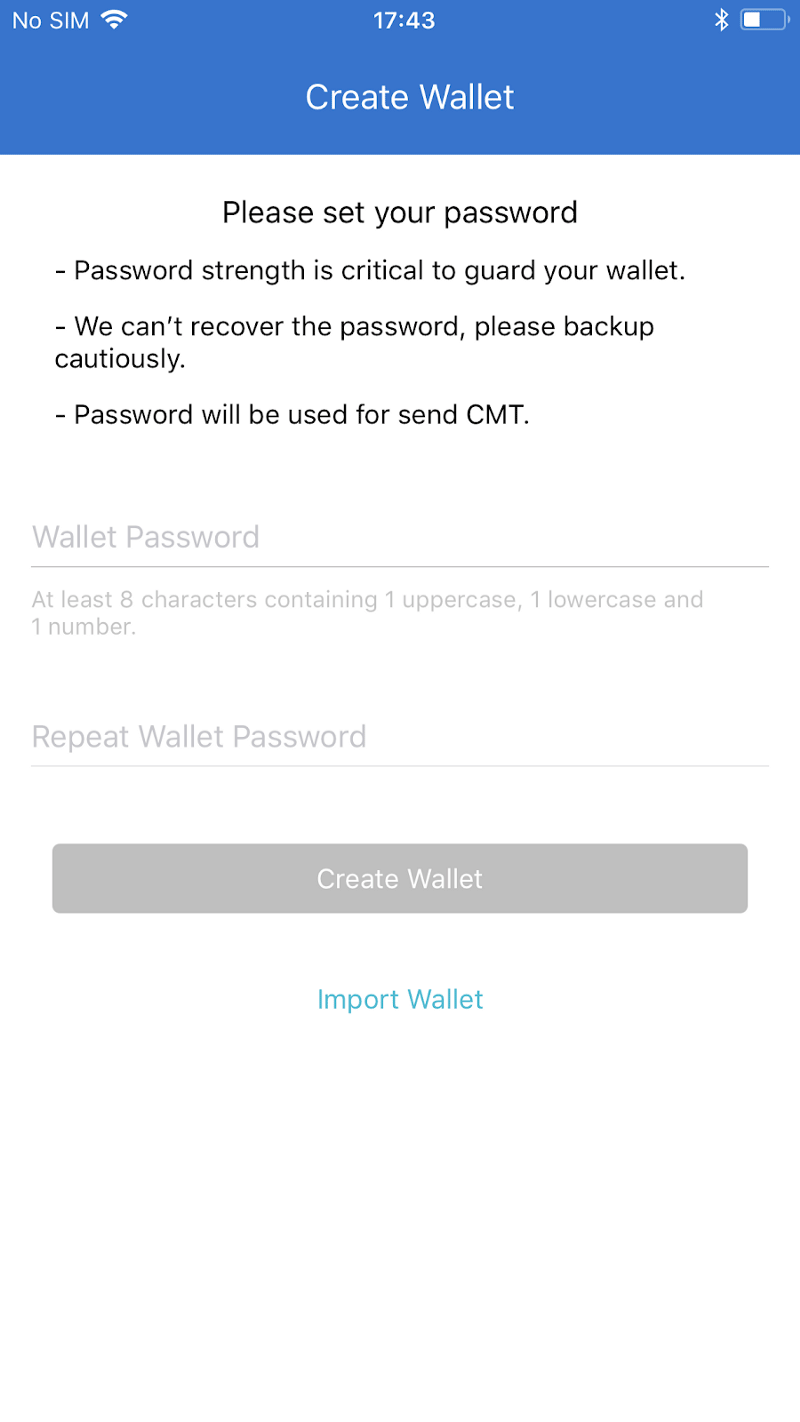 No SIM 17:43
Create Wallet
Please set your password
- Password strength is critical to guard your wallet.
- We can’t recover the password, please backup
cautiously.
- Password will be used for send CMT.
Wallet Password
At least 8 characters containing 1 uppercase, 1 lowercase and
1 number.
Repeat Wallet Password
Create Wallet
Import Wallet